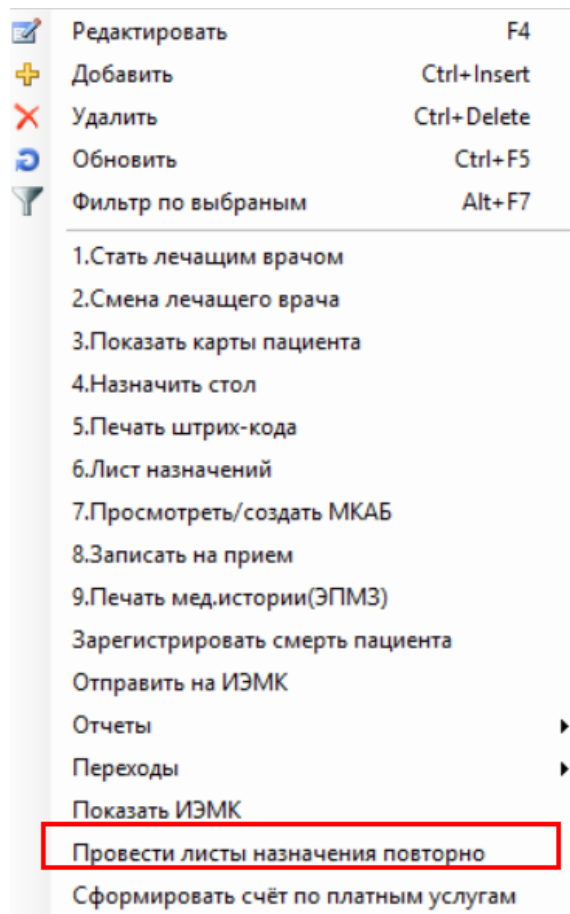 Редактировать F4
Добавить Ctrl+Insert
Удалить Ctrl+Delete
Обновить Ctrl+F5
Фильтр по выбраным Alt+F7
1.Стать лечащим врачом
2.Смена лечащего врача
3.Показать карты пациента
4.Назначить стол
5.Печать штрих-кода
6.Лист назначений
7.Просмотреть/создать МКАБ
8.Записать на прием
9.Печать мед.истории(ЭПМЗ)
Зарегистрировать смерть пациента
Отправить на ИЭМК
Отчеты
Переходы
Показать ИЭМК
Провести листы назначения повторно
Сформировать счёт по платным услугам